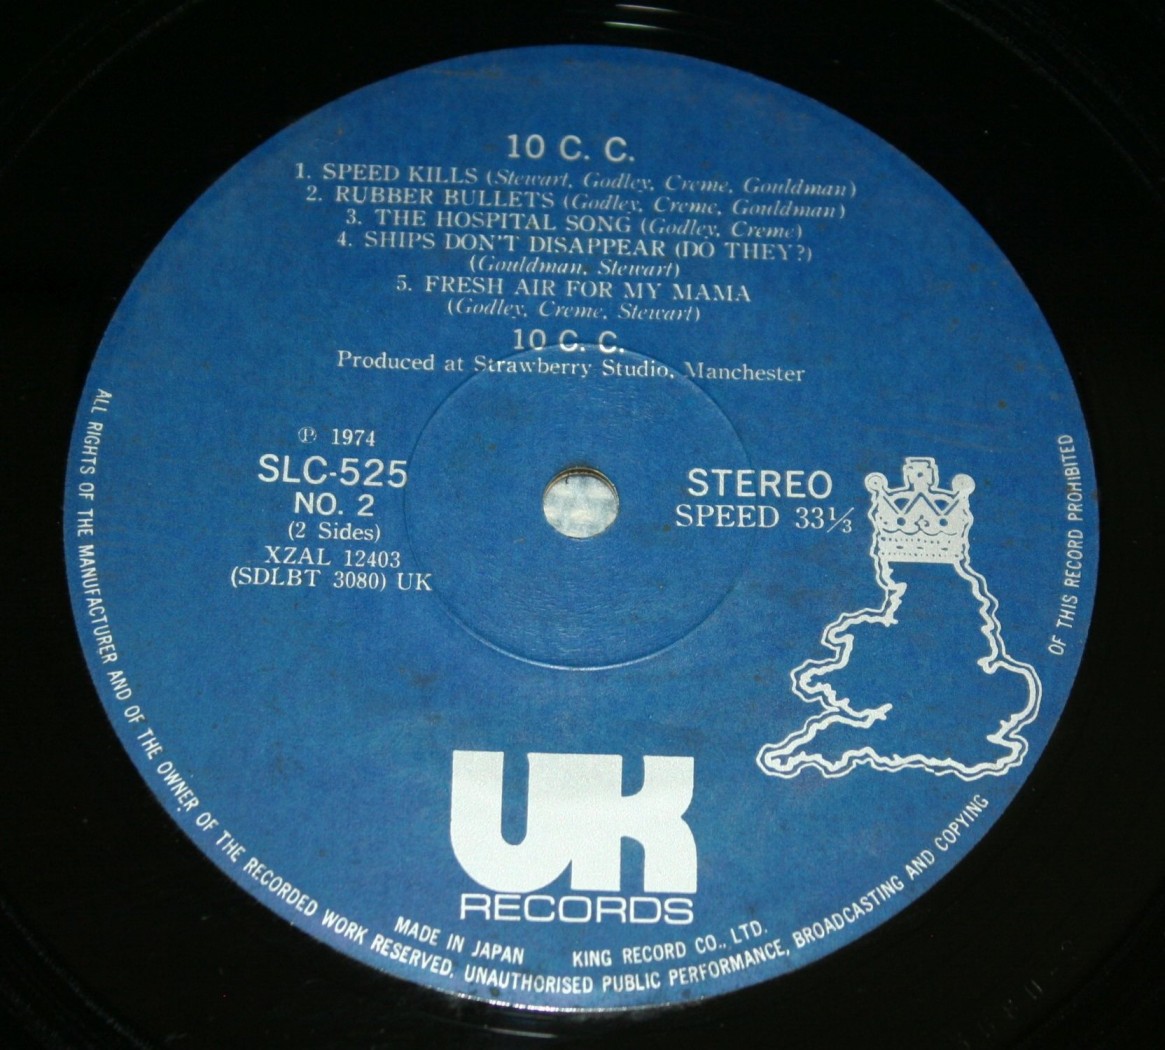 10 C. C.
1. SPEED KILLS (Stewart, Godley, Creme, Gouldman)
2. RUBBER BULLETS (Godley, Creme, Gouldman)
3. THE HOSPITAL SONG (Godley, Creme)
4. SHIPS DON'T DISAPPEAR (DO THEY?)
(Gouldman, Stewart)
5. FRESH AIR FOR MY MAMA
(Godley, Creme, Stewart)
10 C. C.
Produced at Strawberry Studio, Manchester
Ⓟ 1974
SLC-525
NO. 2
(2 Sides)
XZAL 12403
(SDLBT 3080) UK
STEREO
SPEED 33⅓
UK
RECORDS
MADE IN JAPAN KING RECORD CO., LTD.
ALL RIGHTS OF THE MANUFACTURER AND OF THE OWNER OF THE RECORDED WORK RESERVED, UNAUTHORISED PUBLIC PERFORMANCE, BROADCASTING AND COPYING OF THIS RECORD PROHIBITED